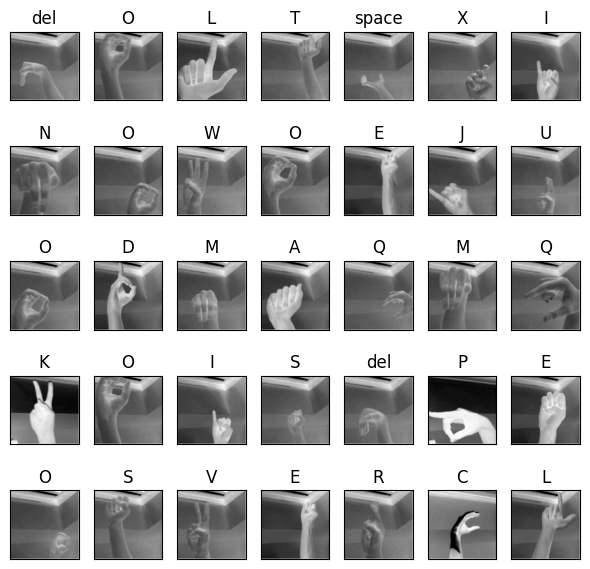 del O L T space X I
N O W O E J U
O D M A Q M Q
K O I S del P E
O S V E R C L